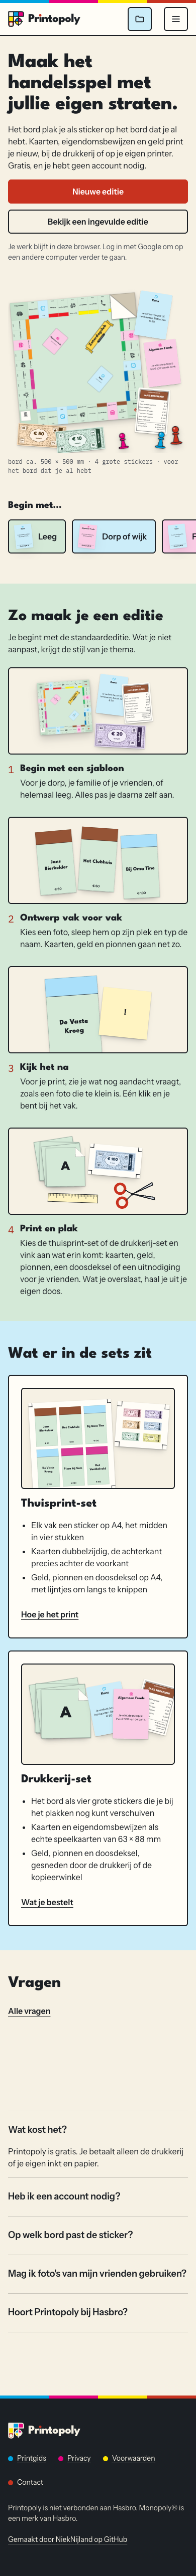 Printopoly
Maak het
handelsspel met
jullie eigen straten.
Het bord plak je als sticker op het bord dat je al
hebt. Kaarten, eigendomsbewijzen en geld print
je nieuw, bij de drukkerij of op je eigen printer.
Gratis, en je hebt geen account nodig.
Nieuwe editie
Bekijk een ingevulde editie
Je werk blijft in deze browser. Log in met Google om op
een andere computer verder te gaan.
Kans
Algemeen Fonds
€ 50
€ 100
bord ca. 500 × 500 mm · 4 grote stickers · voor
het bord dat je al hebt
Begin met...
Leeg
Dorp of wijk
Zo maak je een editie
Je begint met de standaardeditie. Wat je niet
aanpast, krijgt de stijl van je thema.
€ 20
1 Begin met een sjabloon
Voor je dorp, je familie of je vrienden, of
helemaal leeg. Alles pas je daarna zelf aan.
Jans
Bierkelder
Het Clubhuis
Bij Oma Tine
€ 60
€ 60
€ 100
2 Ontwerp vak voor vak
Kies een foto, sleep hem op zijn plek en typ de
naam. Kaarten, geld en pionnen gaan net zo.
De Vaste
Kroeg
!
3 Kijk het na
Voor je print, zie je wat nog aandacht vraagt,
zoals een foto die te klein is. Eén klik en je
bent bij het vak.
A
€ 100
4 Print en plak
Kies de thuisprint-set of de drukkerij-set en
vink aan wat erin komt: kaarten, geld,
pionnen, een doosdeksel of een uitnodiging
voor je vrienden. Wat je overslaat, haal je uit je
eigen doos.
Wat er in de sets zit
Jans
Bierkelder
Het Clubhuis
Bij Oma Tine
De Vaste
Kroeg
Thuisprint-set
Elk vak een sticker op A4, het midden
in vier stukken
Kaarten dubbelzijdig, de achterkant
precies achter de voorkant
Geld, pionnen en doosdeksel op A4,
met lijntjes om langs te knippen
Hoe je het print
A
Kans
Algemeen Fonds
Drukkerij-set
Het bord als vier grote stickers die je bij
het plakken nog kunt verschuiven
Kaarten en eigendomsbewijzen als
echte speelkaarten van 63 × 88 mm
Geld, pionnen en doosdeksel,
gesneden door de drukkerij of de
kopieerwinkel
Wat je bestelt
Vragen
Alle vragen
Wat kost het?
Printopoly is gratis. Je betaalt alleen de drukkerij
of je eigen inkt en papier.
Heb ik een account nodig?
Op welk bord past de sticker?
Mag ik foto's van mijn vrienden gebruiken?
Hoort Printopoly bij Hasbro?
Printopoly
Printgids
Privacy
Voorwaarden
Contact
Printopoly is niet verbonden aan Hasbro. Monopoly® is
een merk van Hasbro.
Gemaakt door NiekNijland op GitHub